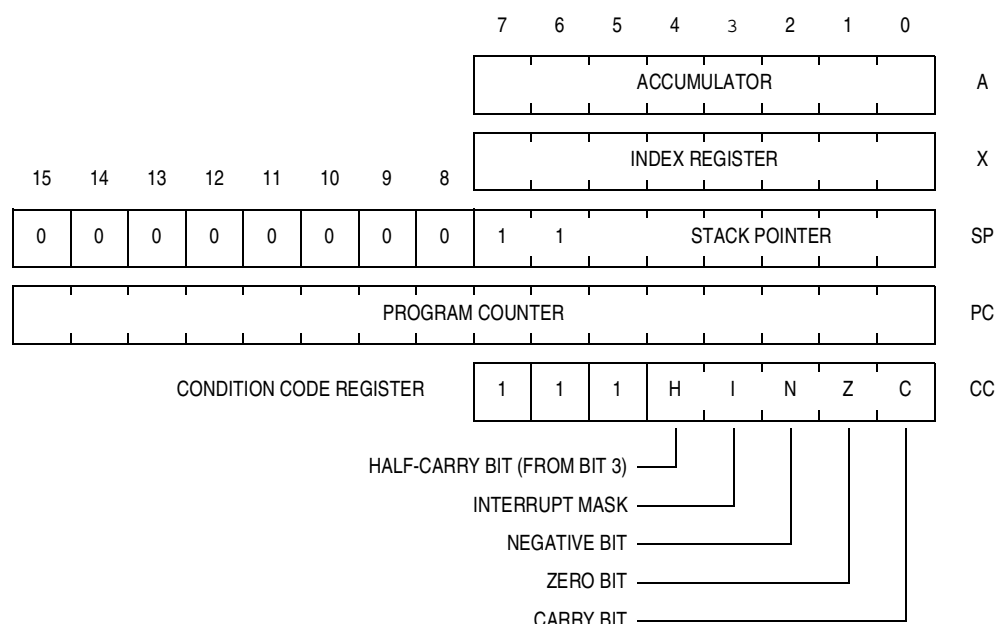 7 6 5 4 3 2 1 0
ACCUMULATOR A
INDEX REGISTER X
15 14 13 12 11 10 9 8
0 0 0 0 0 0 0 0 1 1 STACK POINTER SP
PROGRAM COUNTER PC
CONDITION CODE REGISTER 1 1 1 H I N Z C CC
HALF-CARRY BIT (FROM BIT 3)
INTERRUPT MASK
NEGATIVE BIT
ZERO BIT
CARRY BIT